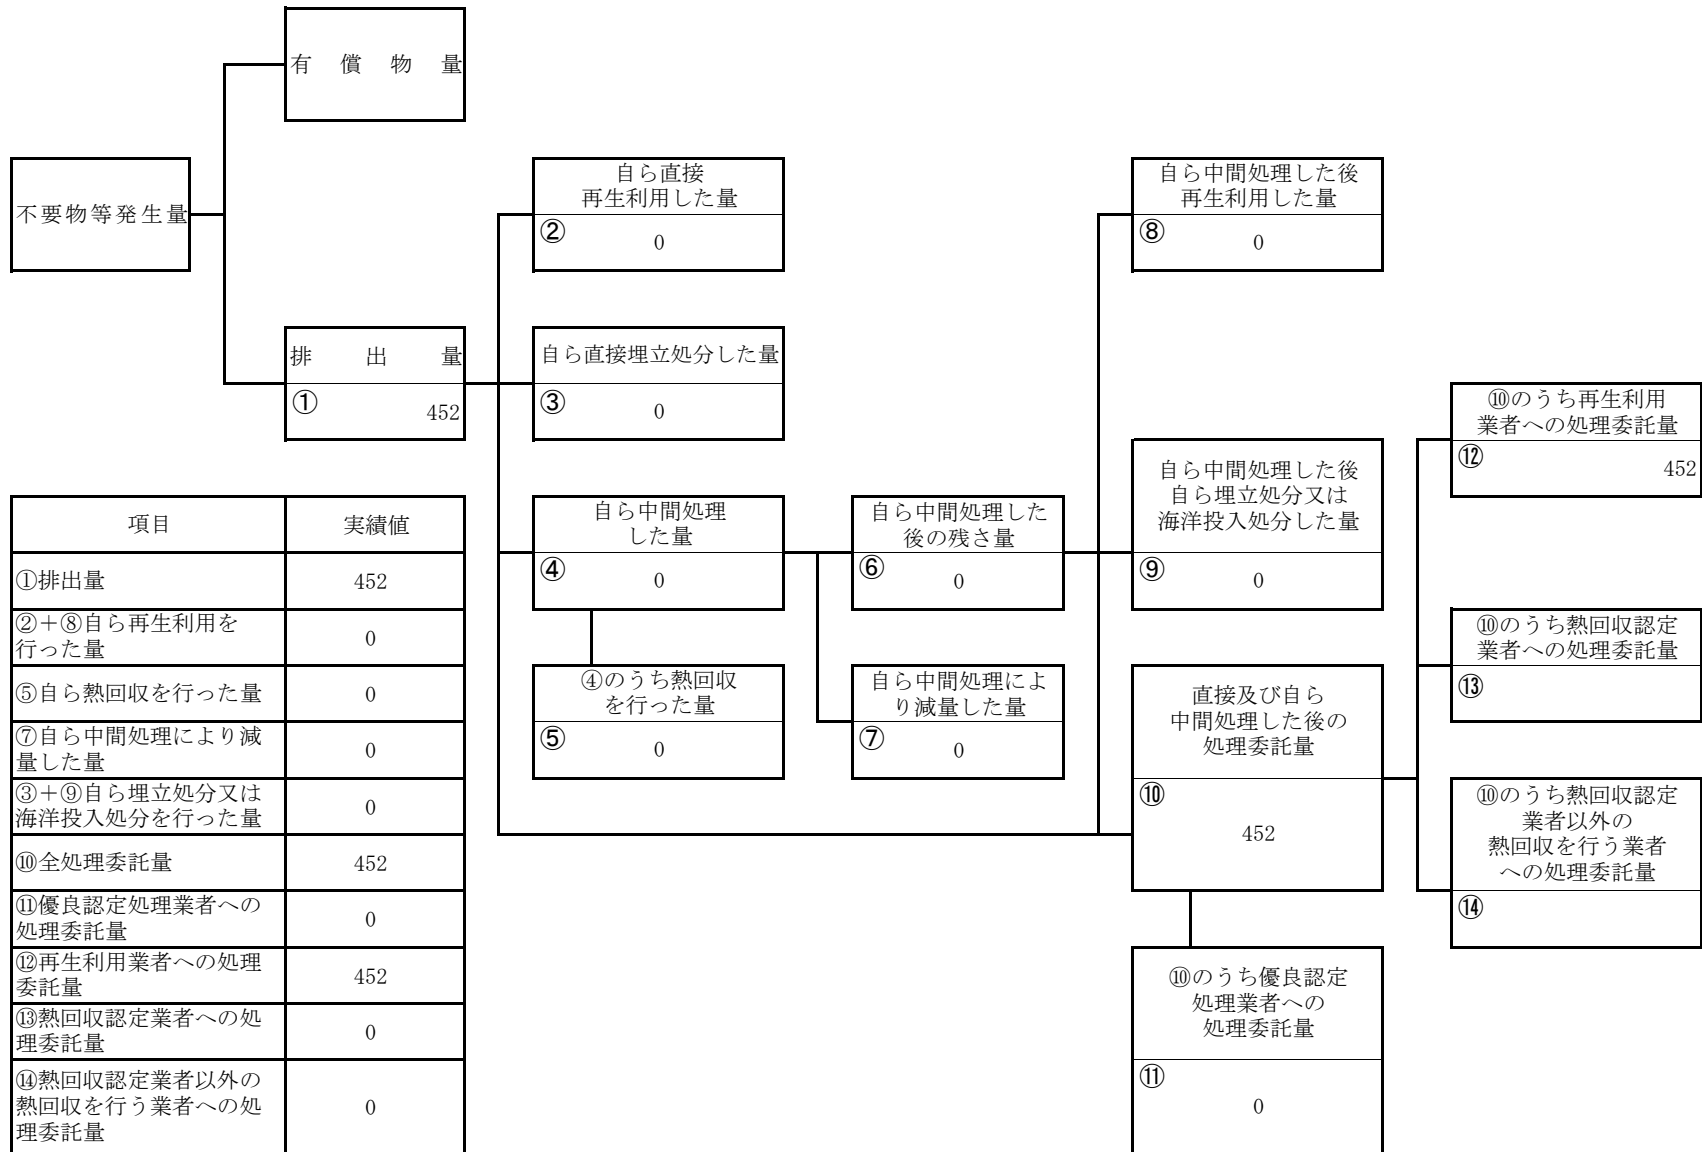 有償物量
不要物等発生量
排出量
①
452
自ら直接
再生利用した量
②
0
自ら直接埋立処分した量
③
0
自ら中間処理
した量
④
0
④のうち熱回収
を行った量
⑤
0
自ら中間処理した
後の残さ量
⑥
0
自ら中間処理によ
り減量した量
⑦
0
自ら中間処理した後
再生利用した量
⑧
0
自ら中間処理した後
自ら埋立処分又は
海洋投入処分した量
⑨
0
直接及び自ら
中間処理した後の
処理委託量
⑩
452
⑩のうち優良認定
処理業者への
処理委託量
⑪
0
⑩のうち再生利用
業者への処理委託量
⑫
452
⑩のうち熱回収認定
業者への処理委託量
⑬
⑩のうち熱回収認定
業者以外の
熱回収を行う業者
への処理委託量
⑭
項目 実績値
①排出量 452
②＋⑧自ら再生利用を
行った量 0
⑤自ら熱回収を行った量 0
⑦自ら中間処理により減
量した量 0
③＋⑨自ら埋立処分又は
海洋投入処分を行った量 0
⑩全処理委託量 452
⑪優良認定処理業者への
処理委託量 0
⑫再生利用業者への処理
委託量 452
⑬熱回収認定業者への処
理委託量 0
⑭熱回収認定業者以外の
熱回収を行う業者への処
理委託量 0